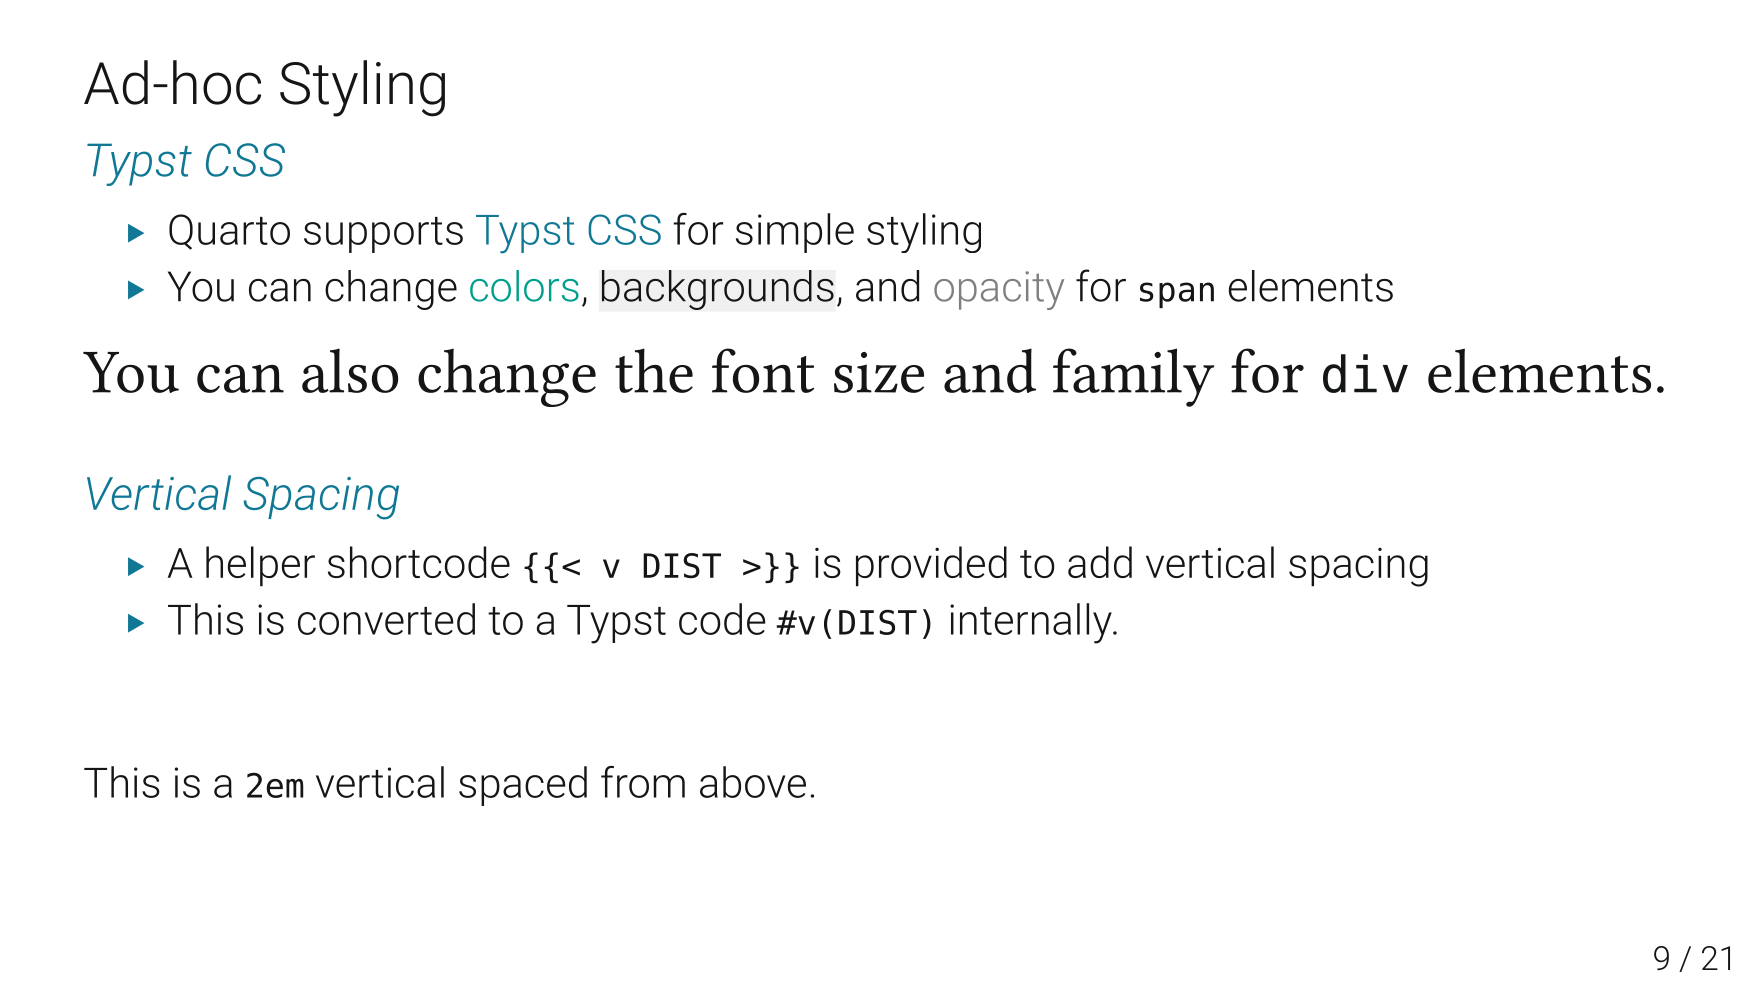 Ad-hoc Styling
Typst CSS
Quarto supports Typst CSS for simple styling
You can change colors, backgrounds, and opacity for span elements
You can also change the font size and family for div elements.
Vertical Spacing
A helper shortcode {{< v DIST >}} is provided to add vertical spacing
This is converted to a Typst code #v(DIST) internally.
This is a 2em vertical spaced from above.
9 / 21